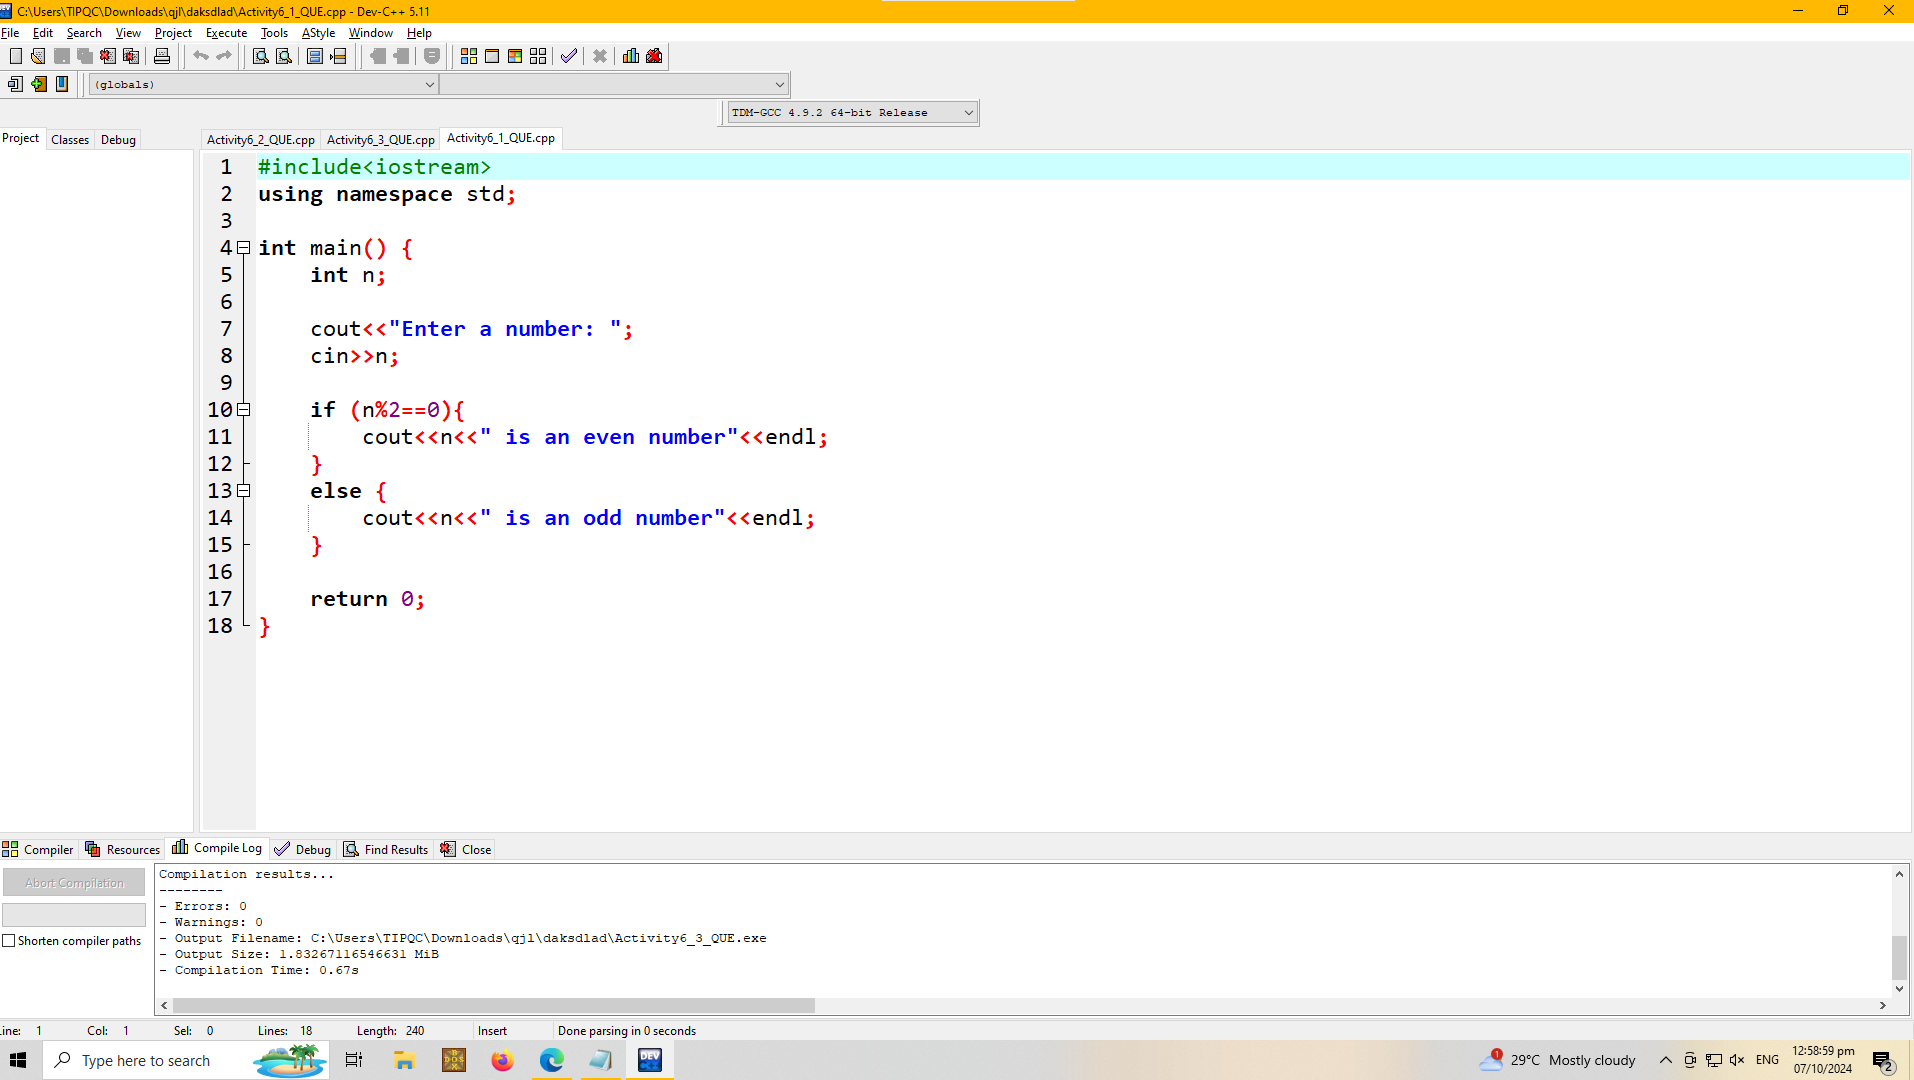 C:\Users\TIPQC\Downloads\qjl\daksdlad\Activity6_1_QUE.cpp - Dev-C++ 5.11
File Edit Search View Project Execute Tools AStyle Window Help
(globals)
TDM-GCC 4.9.2 64-bit Release
Project Classes Debug
Activity6_2_QUE.cpp Activity6_3_QUE.cpp Activity6_1_QUE.cpp
1 #include<iostream>
2 using namespace std;
3
4 int main() {
5 int n;
6
7 cout<<"Enter a number: ";
8 cin>>n;
9
10 if (n%2==0){
11 cout<<n<<" is an even number"<<endl;
12 }
13 else {
14 cout<<n<<" is an odd number"<<endl;
15 }
16
17 return 0;
18 }
Compiler Resources Compile Log Debug Find Results Close
Abort Compilation
Shorten compiler paths
Compilation results...
--------
- Errors: 0
- Warnings: 0
- Output Filename: C:\Users\TIPQC\Downloads\qjl\daksdlad\Activity6_3_QUE.exe
- Output Size: 1.83267116546631 MiB
- Compilation Time: 0.67s
ine: 1 Col: 1 Sel: 0 Lines: 18 Length: 240 Insert Done parsing in 0 seconds
Type here to search
DOS
DEV
1
29°C Mostly cloudy
ENG
12:58:59 pm
07/10/2024
2